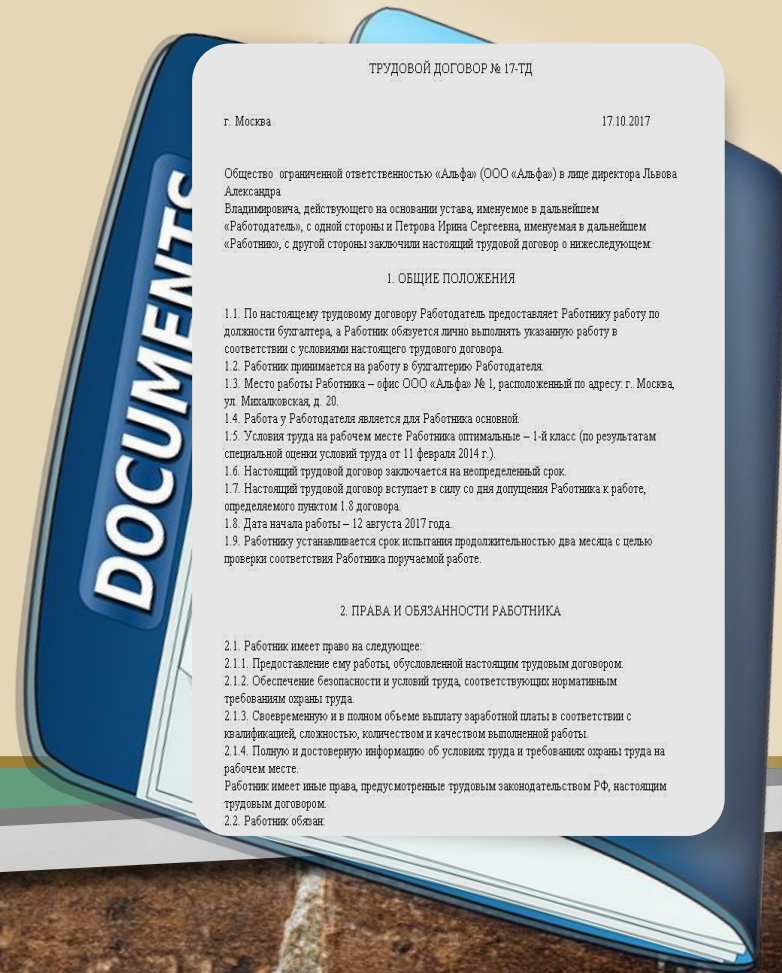 DOCUMENTS
ТРУДОВОЙ ДОГОВОР № 17-ТД
г. Москва 17.10.2017
Общество ограниченной ответственностью «Альфа» (ООО «Альфа») в лице директора Львова
Александра
Владимировича, действующего на основании устава, именуемое в дальнейшем
«Работодатель», с одной стороны и Петрова Ирина Сергеевна, именуемая в дальнейшем
«Работник», с другой стороны заключили настоящий трудовой договор о нижеследующем:
1. ОБЩИЕ ПОЛОЖЕНИЯ
1.1. По настоящему трудовому договору Работодатель предоставляет Работнику работу по
должности бухгалтера, а Работник обязуется лично выполнять указанную работу в
соответствии с условиями настоящего трудового договора.
1.2. Работник принимается на работу в бухгалтерию Работодателя.
1.3. Место работы Работника – офис ООО «Альфа» № 1, расположенный по адресу: г. Москва,
ул. Михалковская, д. 20.
1.4. Работа у Работодателя является для Работника основной.
1.5. Условия труда на рабочем месте Работника оптимальные – 1-й класс (по результатам
специальной оценки условий труда от 11 февраля 2014 г.).
1.6. Настоящий трудовой договор заключается на неопределенный срок.
1.7. Настоящий трудовой договор вступает в силу со дня допущения Работника к работе,
определяемого пунктом 1.8 договора.
1.8. Дата начала работы – 12 августа 2017 года.
1.9. Работнику устанавливается срок испытания продолжительностью два месяца с целью
проверки соответствия Работника поручаемой работе.
2. ПРАВА И ОБЯЗАННОСТИ РАБОТНИКА
2.1. Работник имеет право на следующее:
2.1.1. Предоставление ему работы, обусловленной настоящим трудовым договором.
2.1.2. Обеспечение безопасности и условий труда, соответствующих нормативным
требованиям охраны труда.
2.1.3. Своевременную и в полном объеме выплату заработной платы в соответствии с
квалификацией, сложностью, количеством и качеством выполненной работы.
2.1.4. Полную и достоверную информацию об условиях труда и требованиях охраны труда на
рабочем месте.
Работник имеет иные права, предусмотренные трудовым законодательством РФ, настоящим
трудовым договором.
2.2. Работник обязан: